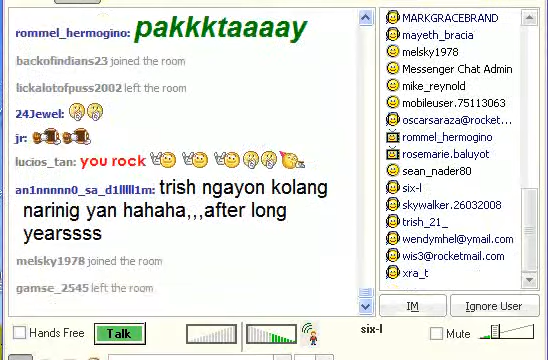 rommel_hermogino: pakkktaaaay
backofindians23 joined the room
lickalotofpuss2002 left the room
24Jewel:
jr:
lucios_tan: you rock
an1nnnnn0_sa_d1lllll1m: trish ngayon kolang
narinig yan hahaha,,,after long
yearssss
melsky1978 joined the room
gamse_2545 left the room
MARKGRACEBRAND
mayeth_bracia
melsky1978
Messenger Chat Admin
mike_reynold
mobileuser.75113063
oscarsaraza@rocket...
rommel_hermogino
rosemarie.baluyot
sean_nader80
six-l
skywalker.26032008
trish_21_
wendymhel@ymail.com
wis3@rocketmail.com
xra_t
IM
Ignore User
Hands Free
Talk
six-l
Mute